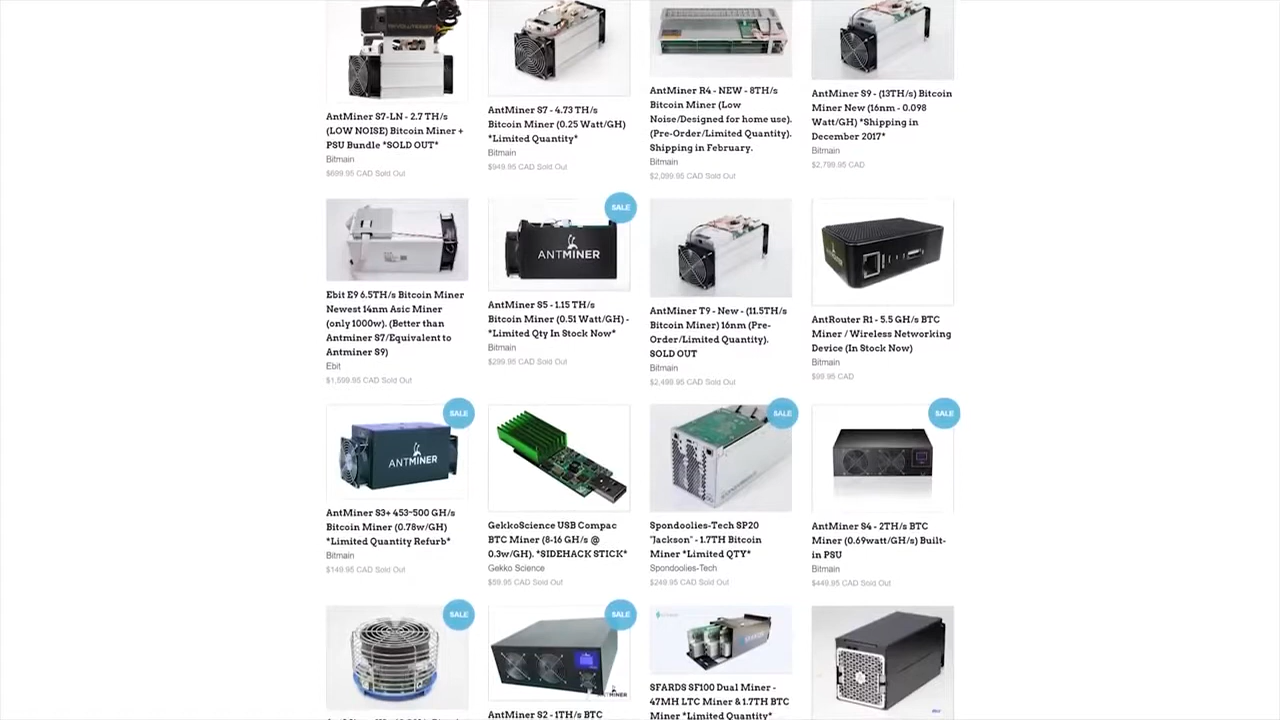 AntMiner S7-LN - 2.7 TH/s
(LOW NOISE) Bitcoin Miner +
PSU Bundle *SOLD OUT*
Bitmain
$699.95 CAD Sold Out
AntMiner S7 - 4.73 TH/s
Bitcoin Miner (0.25 Watt/GH)
*Limited Quantity*
Bitmain
$949.95 CAD Sold Out
AntMiner R4 - NEW - 8TH/s
Bitcoin Miner (Low
Noise/Designed for home use).
(Pre-Order/Limited Quantity).
Shipping in February.
Bitmain
$2,099.95 CAD Sold Out
AntMiner S9 - (13TH/s) Bitcoin
Miner New (16nm - 0.098
Watt/GH) *Shipping in
December 2017*
Bitmain
$2,799.95 CAD
Ebit E9 6.5TH/s Bitcoin Miner
Newest 14nm Asic Miner
(only 1000w). (Better than
Antminer S7/Equivalent to
Antminer S9)
Ebit
$1,599.95 CAD Sold Out
SALE
ANTMINER
AntMiner S5 - 1.15 TH/s
Bitcoin Miner (0.51 Watt/GH) -
*Limited Qty In Stock Now*
Bitmain
$299.95 CAD Sold Out
AntMiner T9 - New - (11.5TH/s
Bitcoin Miner) 16nm (Pre-
Order/Limited Quantity).
SOLD OUT
Bitmain
$2,499.95 CAD Sold Out
AntRouter R1 - 5.5 GH/s BTC
Miner / Wireless Networking
Device (In Stock Now)
Bitmain
$99.95 CAD
SALE
ANTMINER
AntMiner S3+ 453~500 GH/s
Bitcoin Miner (0.78w/GH)
*Limited Quantity Refurb*
Bitmain
$149.95 CAD Sold Out
GekkoScience USB Compac
BTC Miner (8-16 GH/s @
0.3w/GH). *SIDEHACK STICK*
Gekko Science
$59.95 CAD Sold Out
SALE
Spondoolies-Tech SP20
"Jackson" - 1.7TH Bitcoin
Miner *Limited QTY*
Spondoolies-Tech
$249.95 CAD Sold Out
SALE
AntMiner S4 - 2TH/s BTC
Miner (0.69watt/GH/s) Built-
in PSU
Bitmain
$449.95 CAD Sold Out
SALE
SALE
ANTMINER
AntMiner S2 - 1TH/s BTC
SFARDS SF100 Dual Miner -
47MH LTC Miner & 1.7TH BTC
Miner *Limited Quantity*